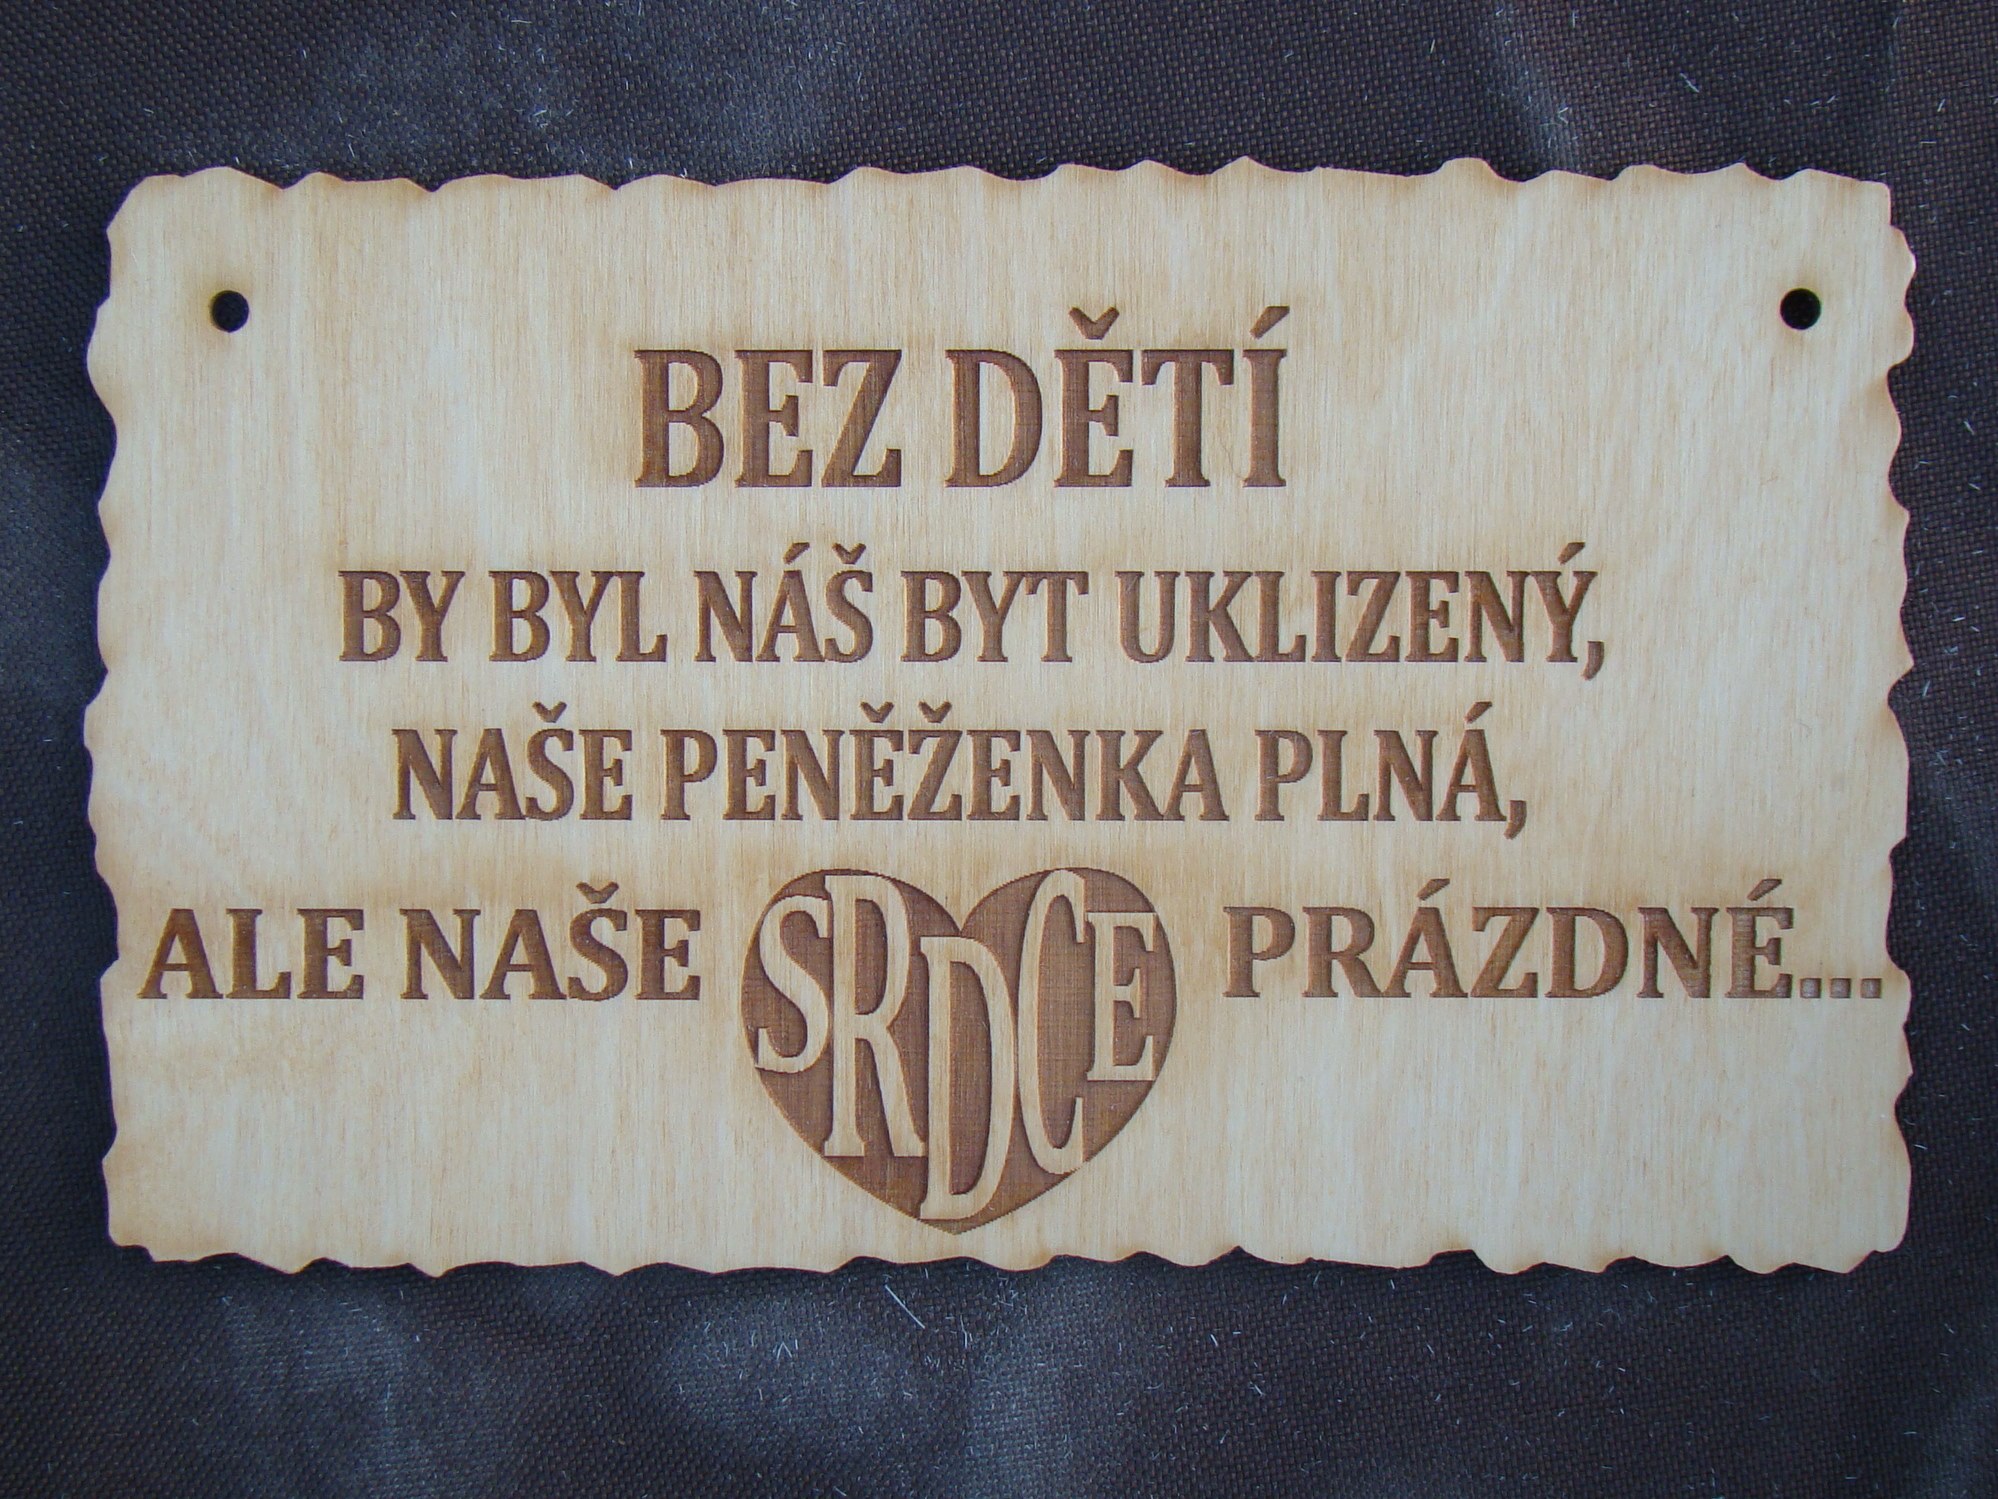 BEZ DĚTÍ
BY BYL NÁŠ BYT UKLIZENÝ,
NAŠE PENĚŽENKA PLNÁ,
ALE NAŠE SRDCE PRÁZDNÉ...